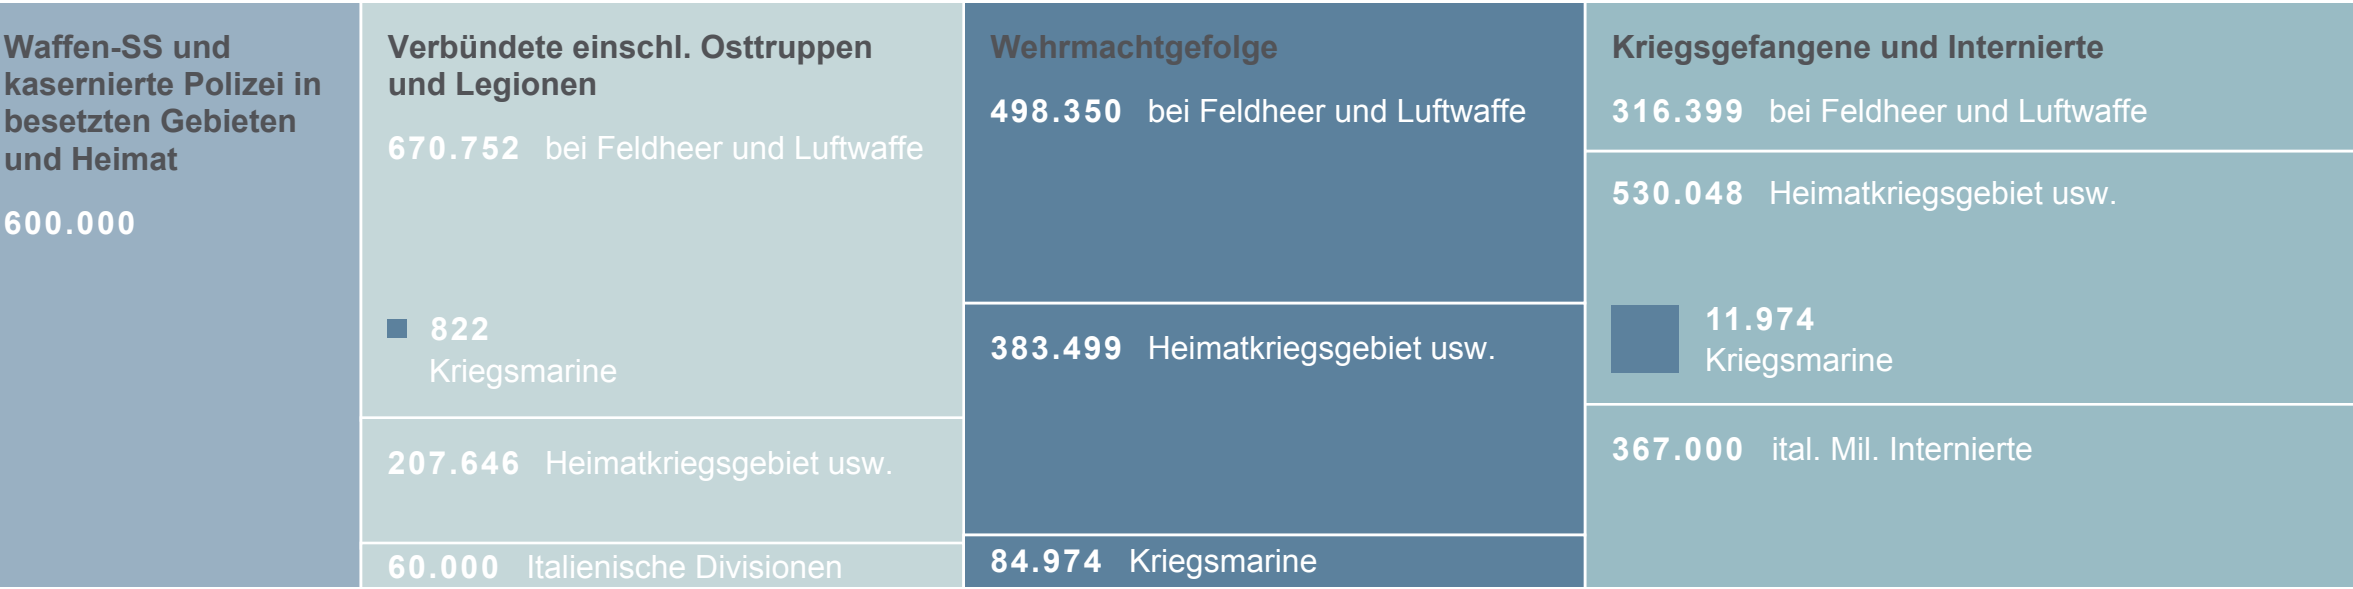 Waffen-SS und
kasernierte Polizei in
besetzten Gebieten
und Heimat
600.000
Verbündete einschl. Osttruppen
und Legionen
670.752 bei Feldheer und Luftwaffe
822
Kriegsmarine
207.646 Heimatkriegsgebiet usw.
60.000 Italienische Divisionen
Wehrmachtgefolge
498.350 bei Feldheer und Luftwaffe
383.499 Heimatkriegsgebiet usw.
84.974 Kriegsmarine
Kriegsgefangene und Internierte
316.399 bei Feldheer und Luftwaffe
530.048 Heimatkriegsgebiet usw.
11.974
Kriegsmarine
367.000 ital. Mil. Internierte